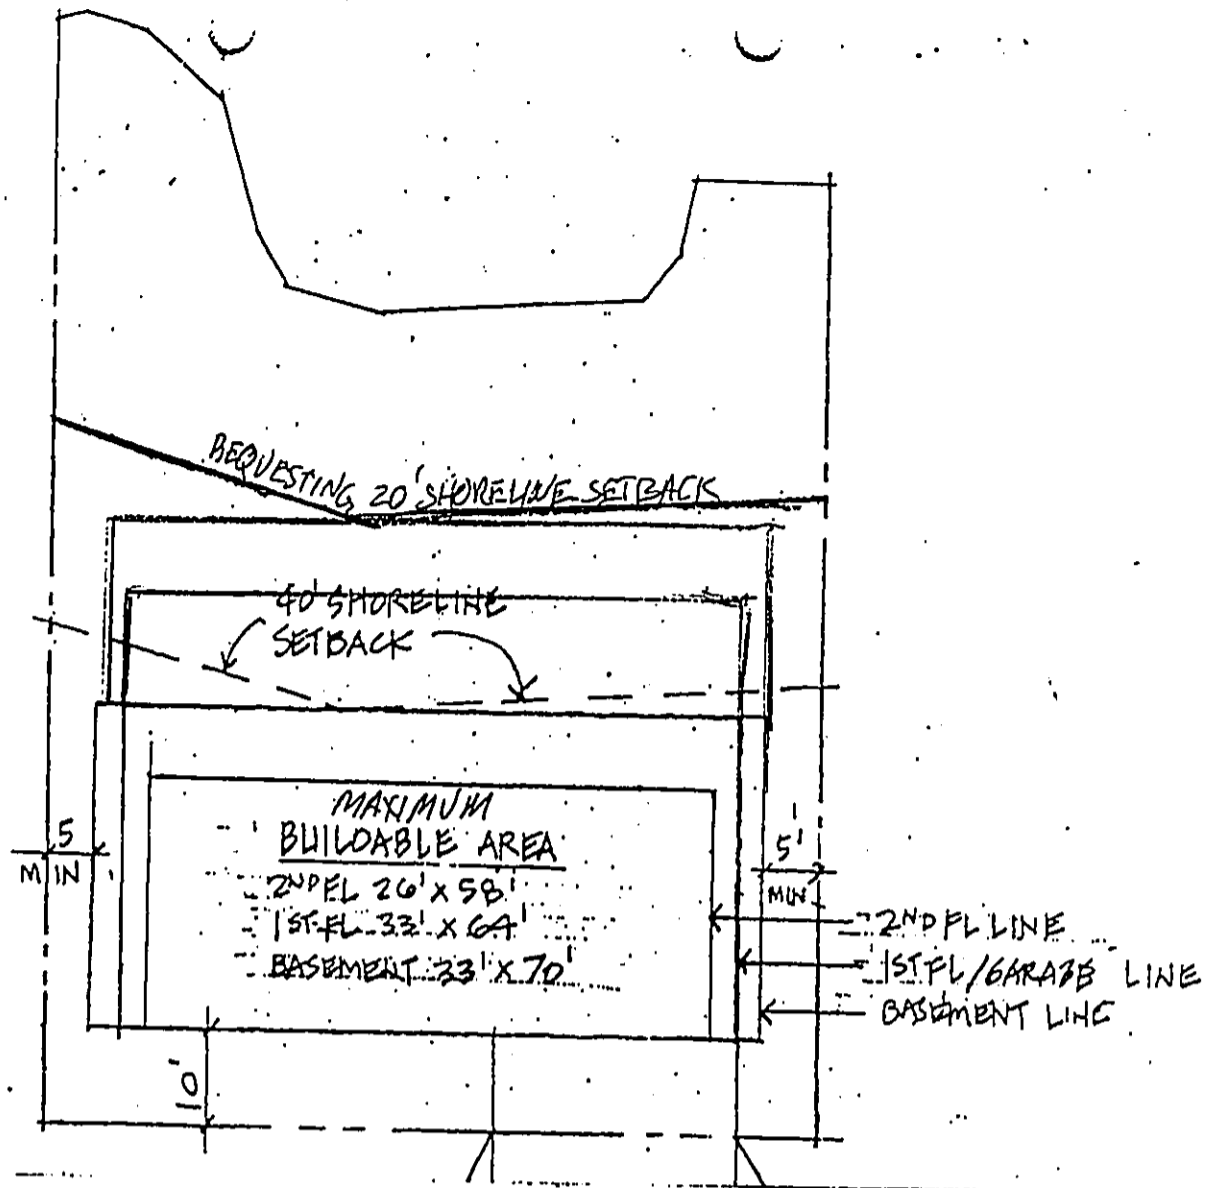 REQUESTING 20' SHORELINE SETBACK
40' SHORELINE
SETBACK
MAXIMUM
BUILDABLE AREA
2ND FL 26' X 58'
1ST FL 33' X 64'
BASEMENT 33' X 70'
5
MIN
5'
MIN
2ND FL LINE
1ST FL/GARAGE LINE
BASEMENT LINE
10'